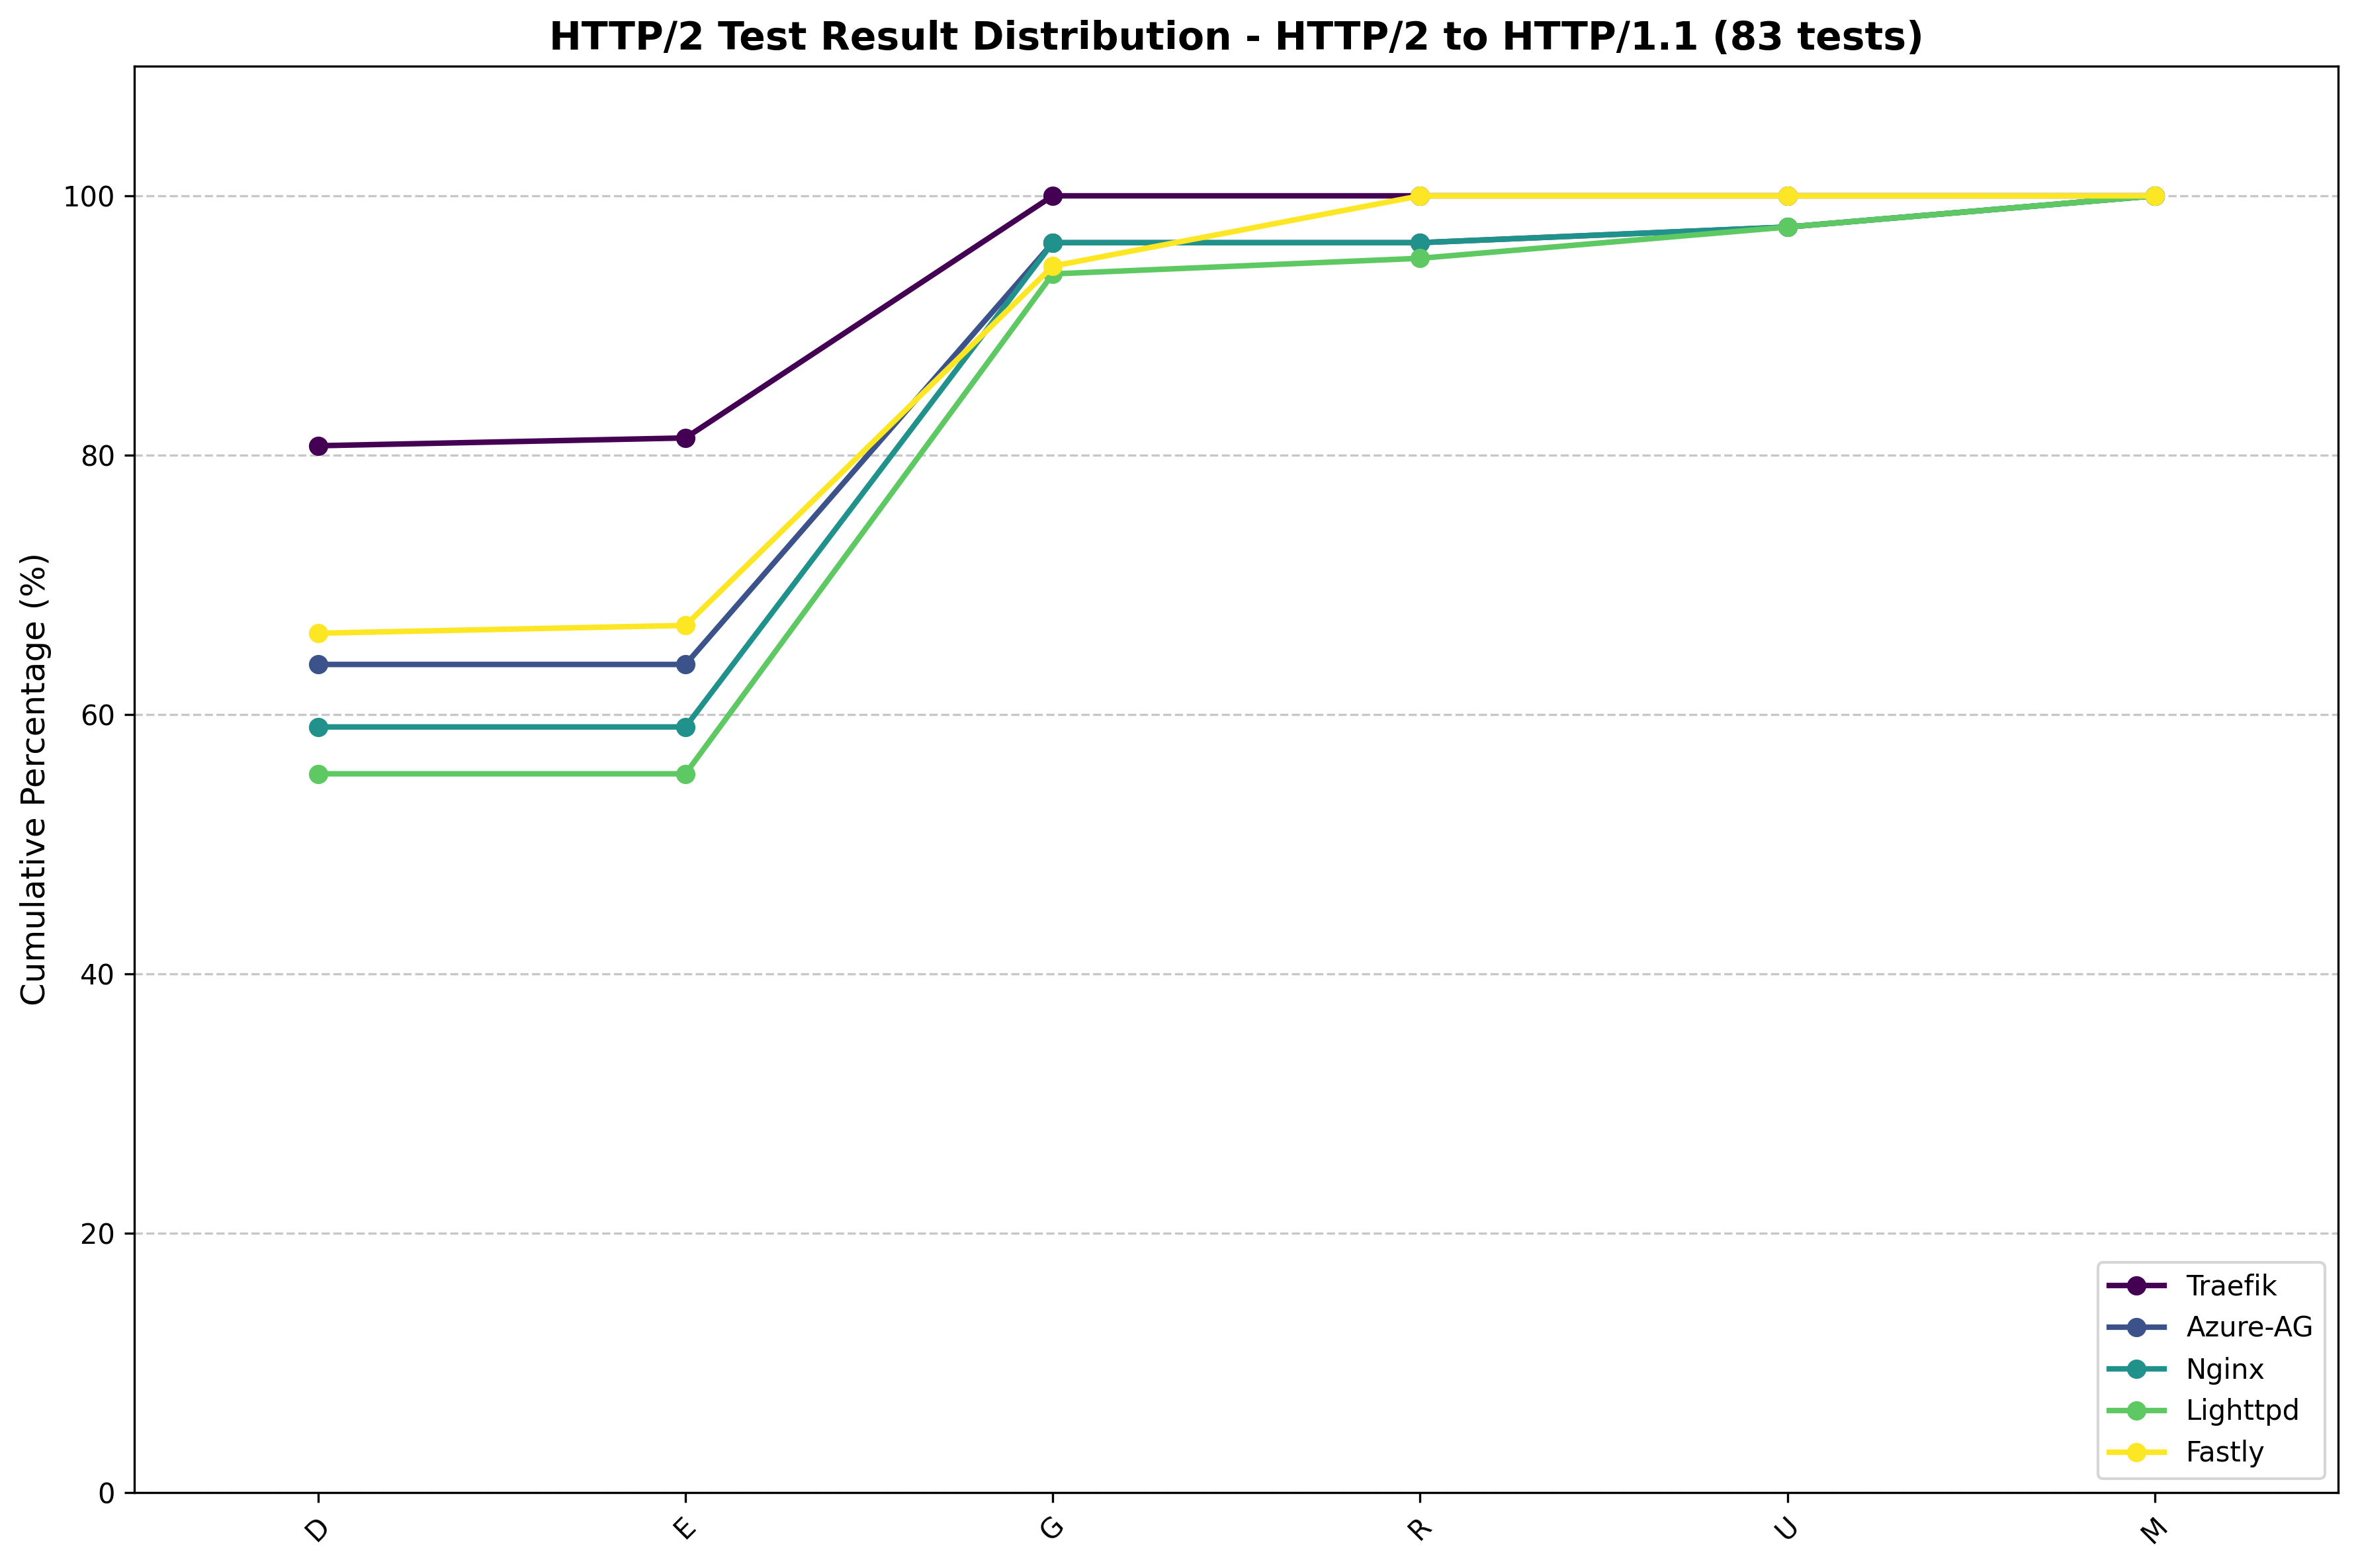 HTTP/2 Test Result Distribution - HTTP/2 to HTTP/1.1 (83 tests)
Cumulative Percentage (%)
100
80
60
40
20
0
D
E
G
R
U
M
Traefik
Azure-AG
Nginx
Lighttpd
Fastly